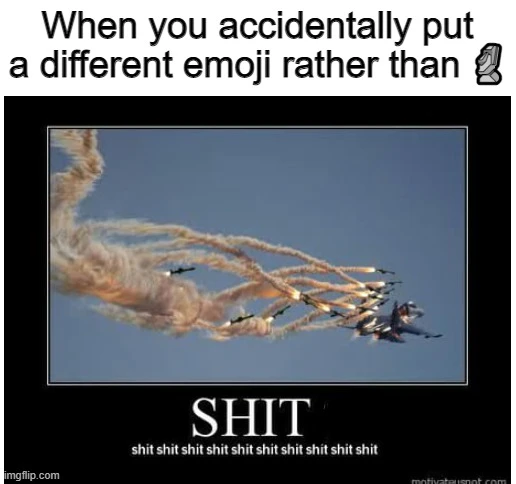 When you accidentally put
a different emoji rather than 🗿
SHIT
shit shit shit shit shit shit shit shit shit shit
imgflip.com
motivateusnot.com